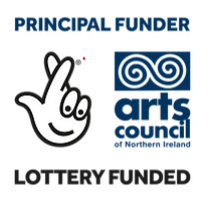 PRINCIPAL FUNDER
arts
council
of Northern Ireland
LOTTERY FUNDED